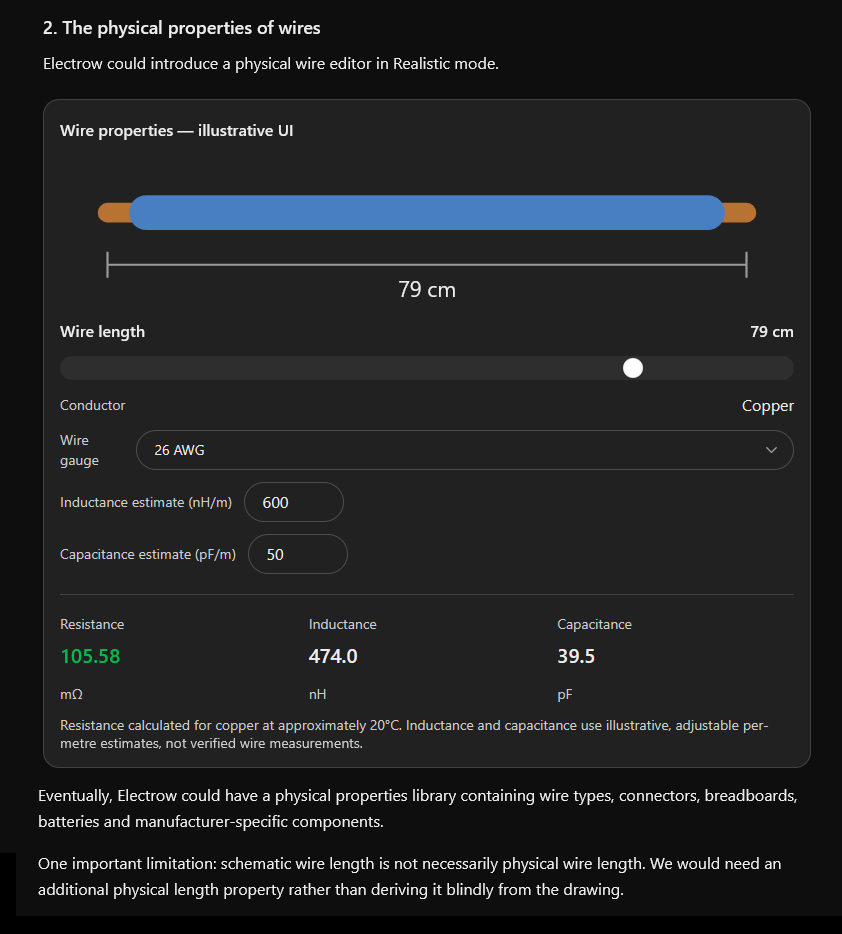 2. The physical properties of wires
Electrow could introduce a physical wire editor in Realistic mode.
Wire properties — illustrative UI
79 cm
Wire length
79 cm
Conductor
Copper
Wire
gauge
26 AWG
Inductance estimate (nH/m)
600
Capacitance estimate (pF/m)
50
Resistance
Inductance
Capacitance
105.58
474.0
39.5
mΩ
nH
pF
Resistance calculated for copper at approximately 20°C. Inductance and capacitance use illustrative, adjustable per-
metre estimates, not verified wire measurements.
Eventually, Electrow could have a physical properties library containing wire types, connectors, breadboards,
batteries and manufacturer-specific components.
One important limitation: schematic wire length is not necessarily physical wire length. We would need an
additional physical length property rather than deriving it blindly from the drawing.